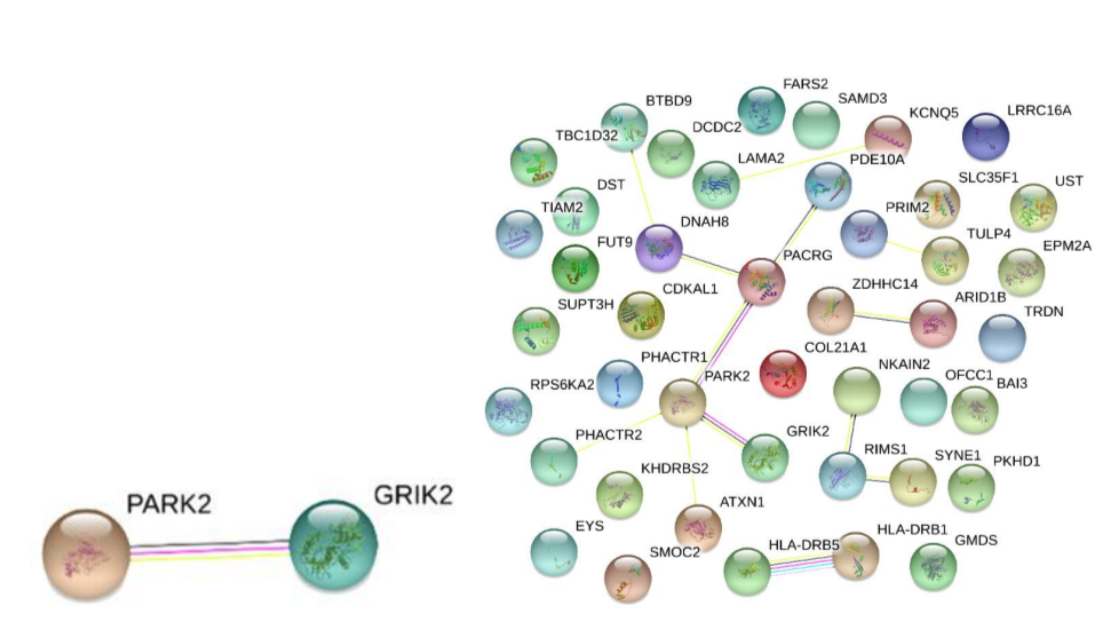 FARS2
BTBD9
SAMD3
KCNQ5
LRRC16A
DCDC2
TBC1D32
LAMA2
PDE10A
SLC35F1
UST
DST
PRIM2
TIAM2
DNAH8
TULP4
FUT9
EPM2A
PACRG
ZDHHC14
CDKAL1
ARID1B
SUPT3H
TRDN
COL21A1
PHACTR1
NKAIN2
PARK2
OFCC1
RPS6KA2
BAI3
GRIK2
PHACTR2
RIMS1
SYNE1
PKHD1
KHDRBS2
PARK2
GRIK2
ATXN1
EYS
HLA-DRB1
GMDS
HLA-DRB5
SMOC2